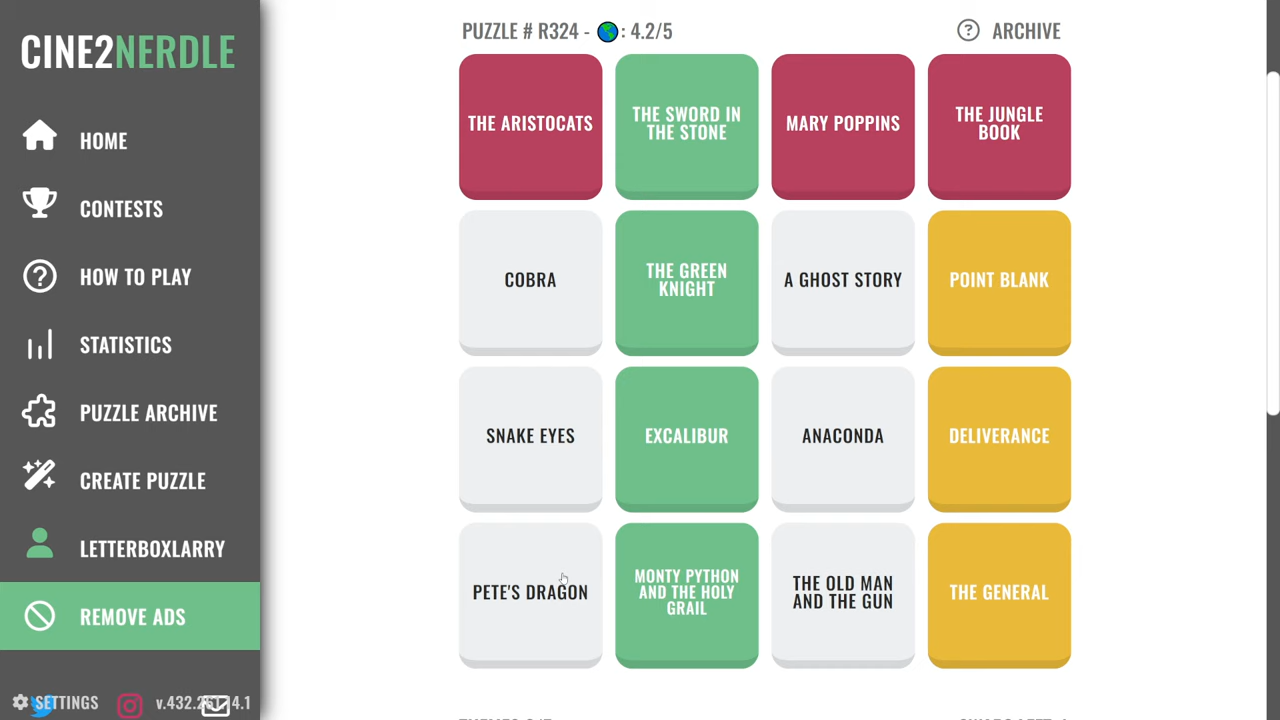 CINE2NERDLE
HOME
CONTESTS
HOW TO PLAY
STATISTICS
PUZZLE ARCHIVE
CREATE PUZZLE
LETTERBOXLARRY
REMOVE ADS
SETTINGS
PUZZLE # R324 - : 4.2/5
ARCHIVE
THE ARISTOCATS
THE SWORD IN
THE STONE
MARY POPPINS
THE JUNGLE
BOOK
COBRA
THE GREEN
KNIGHT
A GHOST STORY
POINT BLANK
SNAKE EYES
EXCALIBUR
ANACONDA
DELIVERANCE
PETE'S DRAGON
MONTY PYTHON
AND THE HOLY
GRAIL
THE OLD MAN
AND THE GUN
THE GENERAL